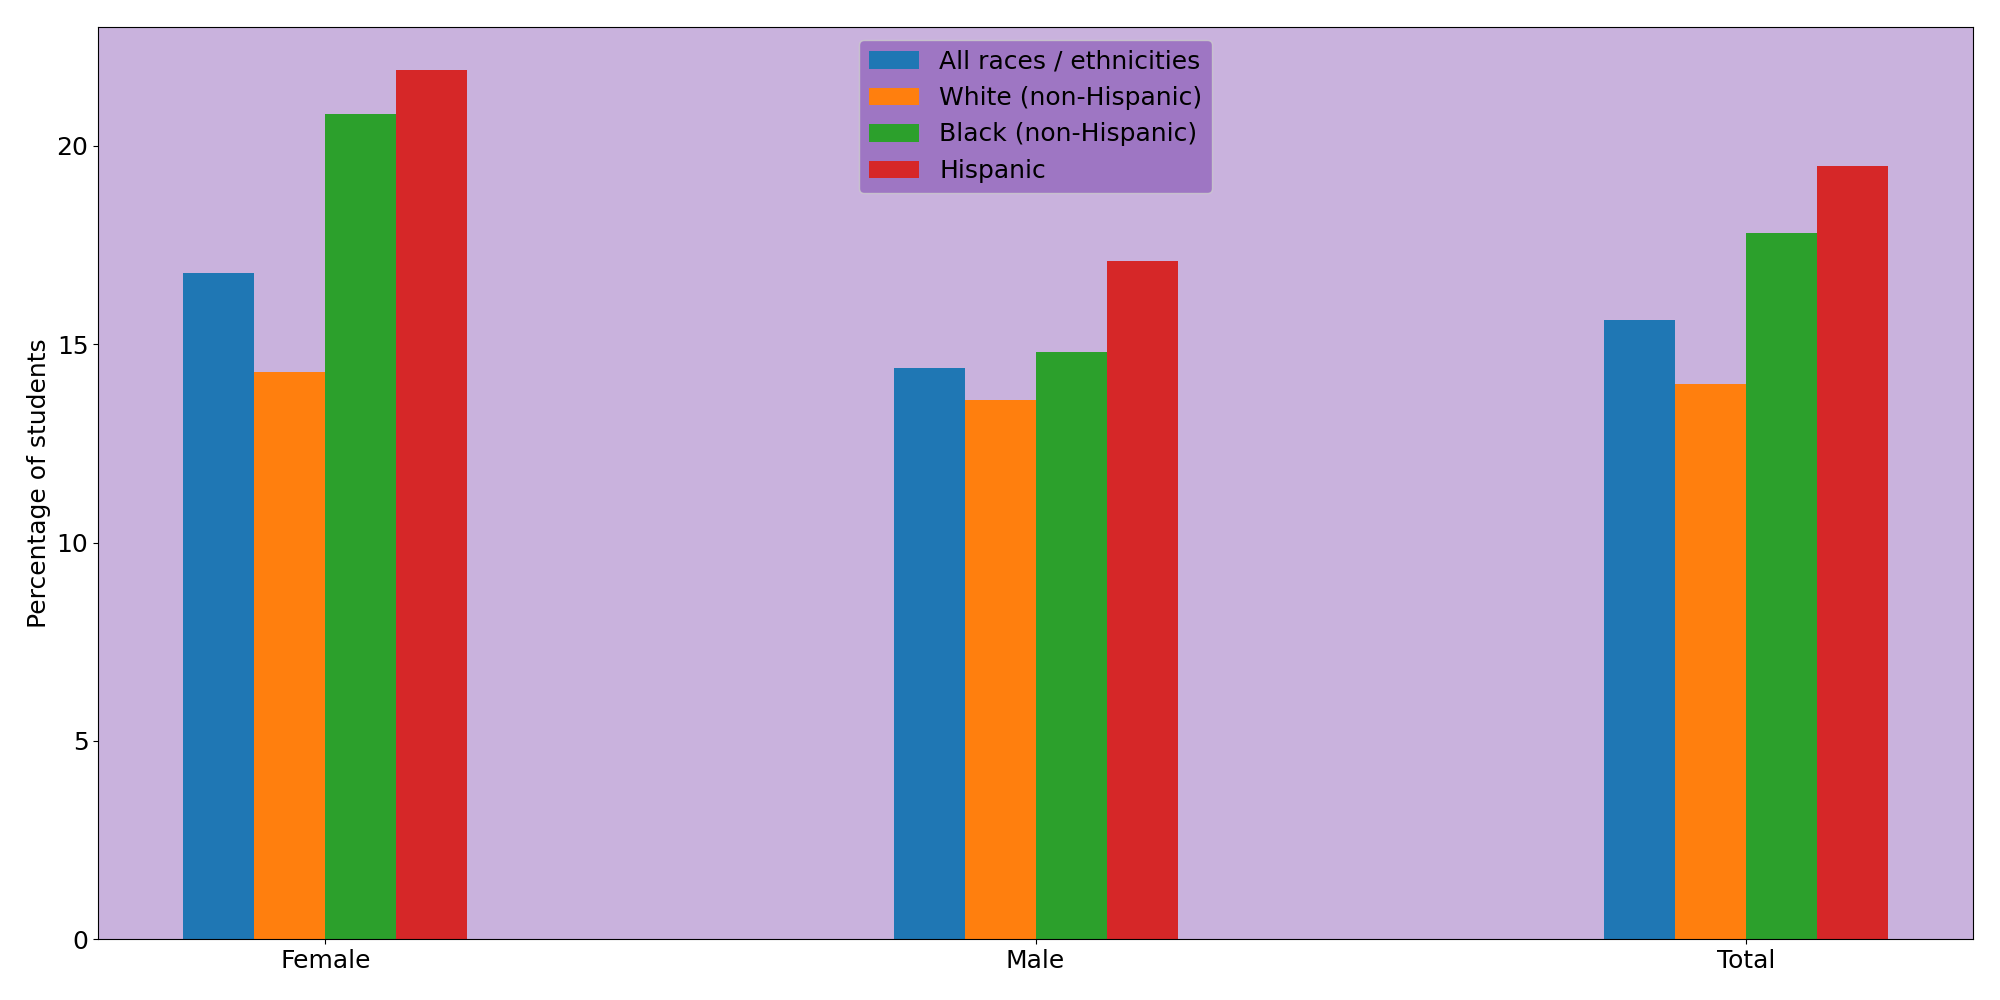 All races / ethnicities
White (non-Hispanic)
Black (non-Hispanic)
Hispanic
Percentage of students
20
15
10
5
0
Female
Male
Total